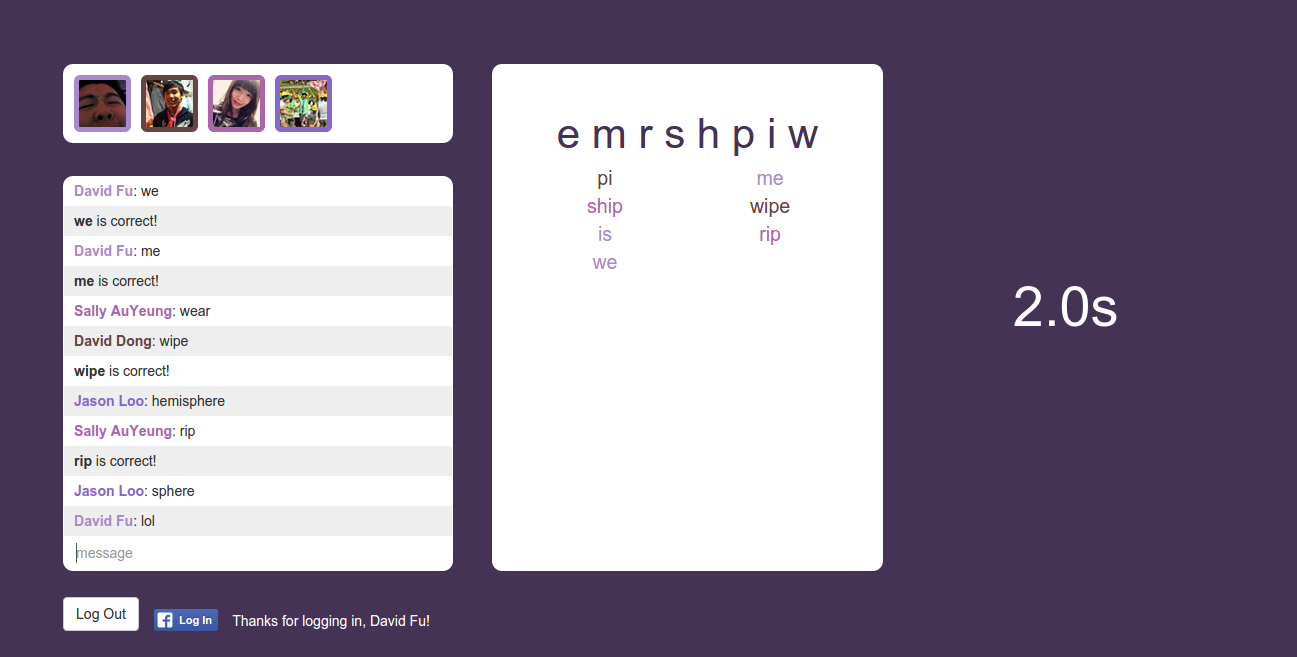 David Fu: we
we is correct!
David Fu: me
me is correct!
Sally AuYeung: wear
David Dong: wipe
wipe is correct!
Jason Loo: hemisphere
Sally AuYeung: rip
rip is correct!
Jason Loo: sphere
David Fu: lol
message
Log Out
Log In
Thanks for logging in, David Fu!
e m r s h p i w
pi me
ship wipe
is rip
we
2.0s